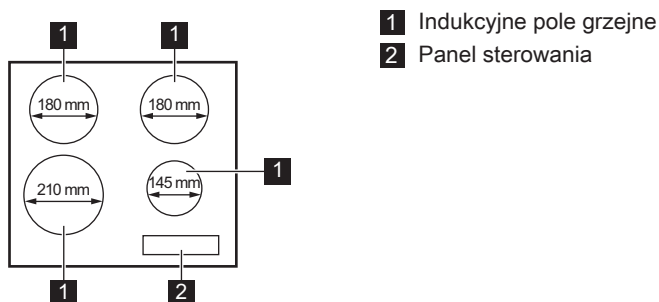 1 1
180 mm 180 mm
210 mm 145 mm 1
1 2
1 Indukcyjne pole grzejne
2 Panel sterowania